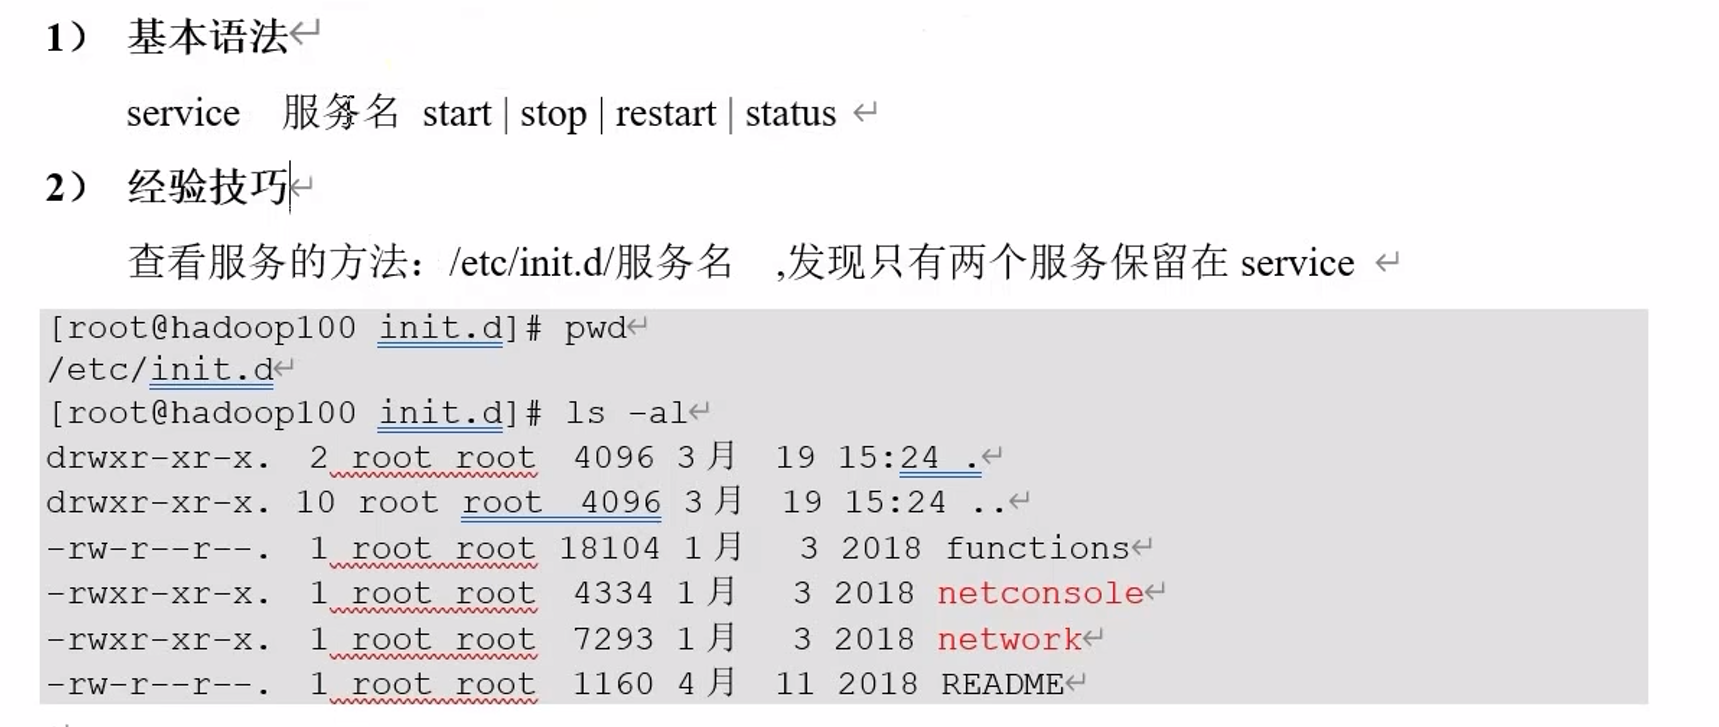 1） 基本语法
service 服务名 start | stop | restart | status
2） 经验技巧
查看服务的方法：/etc/init.d/服务名 ,发现只有两个服务保留在 service
[root@hadoop100 init.d]# pwd
/etc/init.d
[root@hadoop100 init.d]# ls -al
drwxr-xr-x. 2 root root 4096 3月 19 15:24 .
drwxr-xr-x. 10 root root 4096 3月 19 15:24 ..
-rw-r--r--. 1 root root 18104 1月 3 2018 functions
-rwxr-xr-x. 1 root root 4334 1月 3 2018 netconsole
-rwxr-xr-x. 1 root root 7293 1月 3 2018 network
-rw-r--r--. 1 root root 1160 4月 11 2018 README